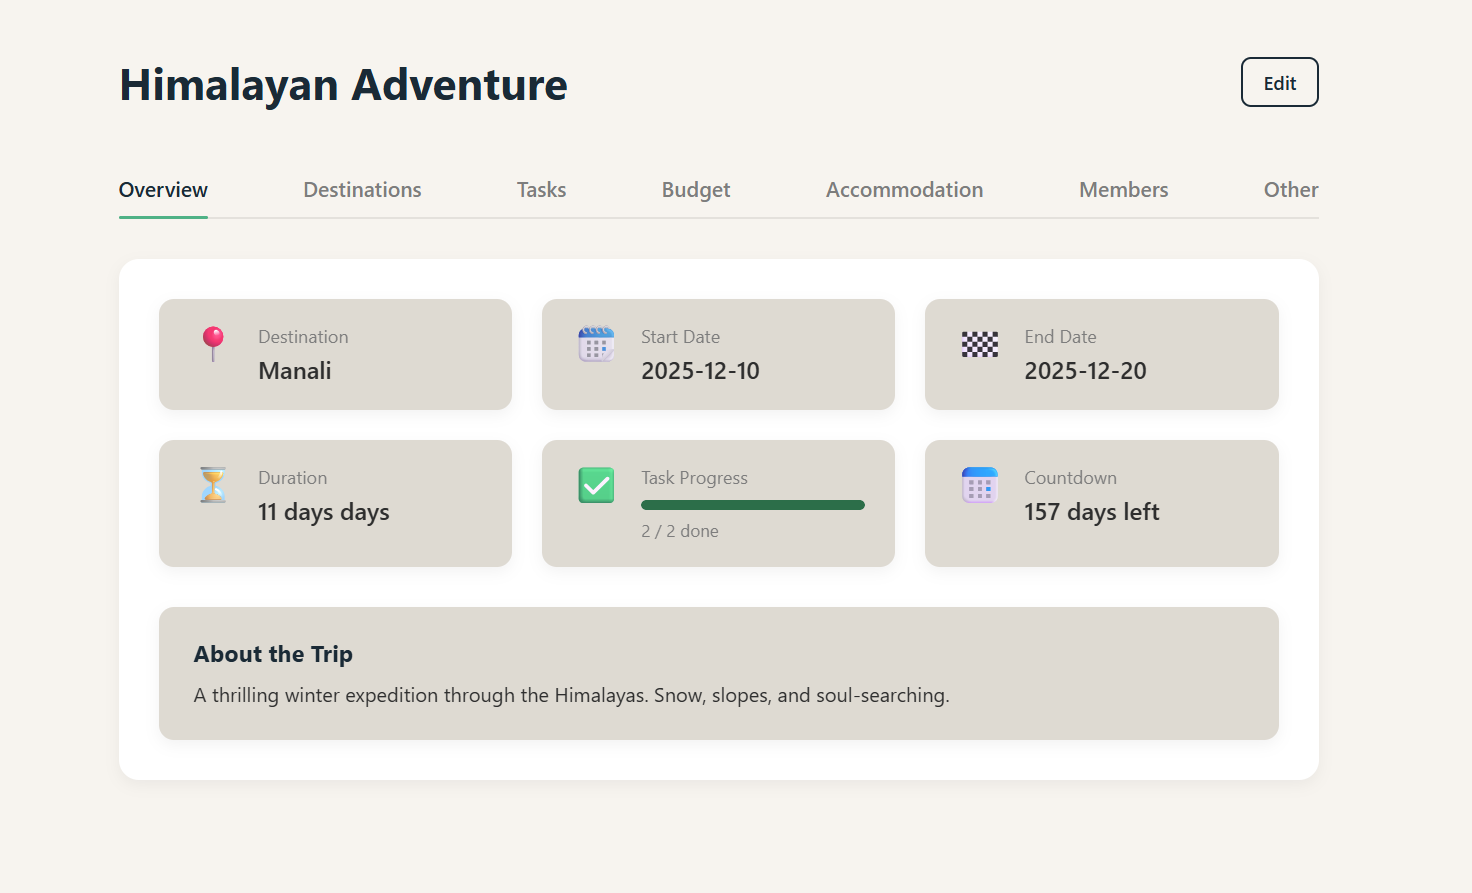 Himalayan Adventure
Edit
Overview
Destinations
Tasks
Budget
Accommodation
Members
Other
Destination
Manali
Start Date
2025-12-10
End Date
2025-12-20
Duration
11 days days
Task Progress
2 / 2 done
Countdown
157 days left
About the Trip
A thrilling winter expedition through the Himalayas. Snow, slopes, and soul-searching.